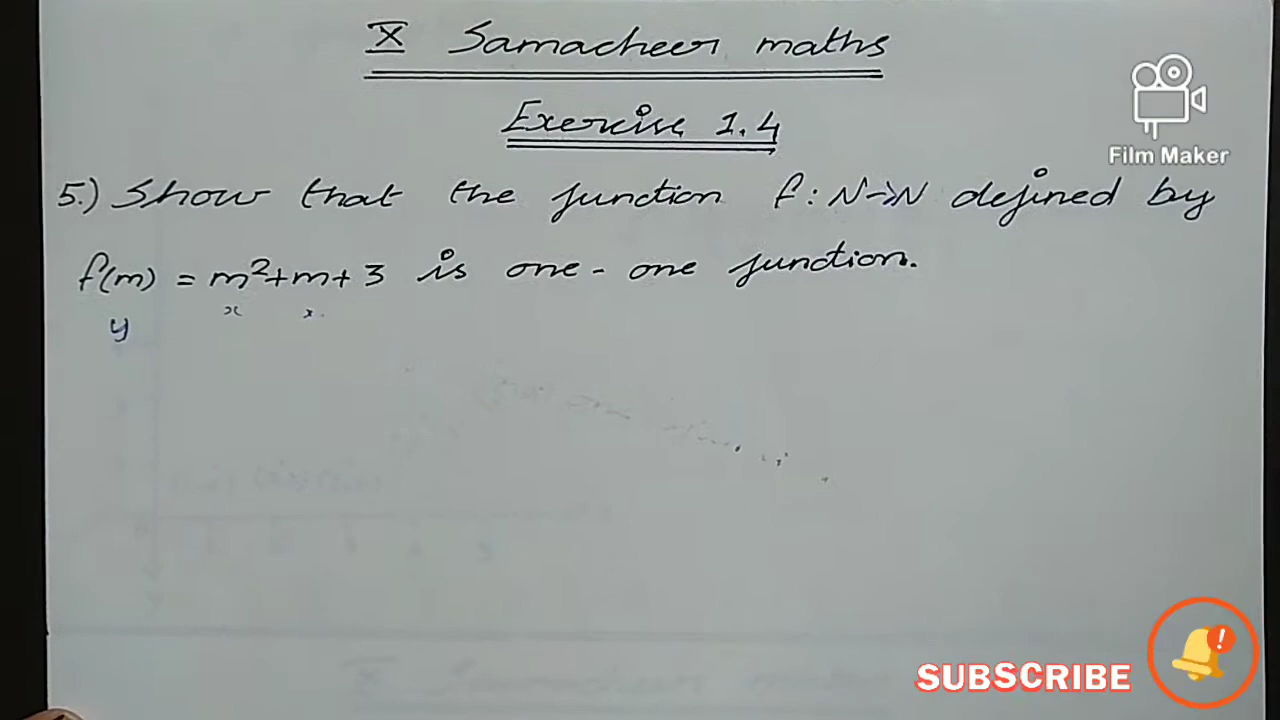 X Samacheer maths
Exercise 1.4
Film Maker
5.) Show that the function f : N→N defined by
f(m) = m²+m+3 is one-one function.
y x x
SUBSCRIBE